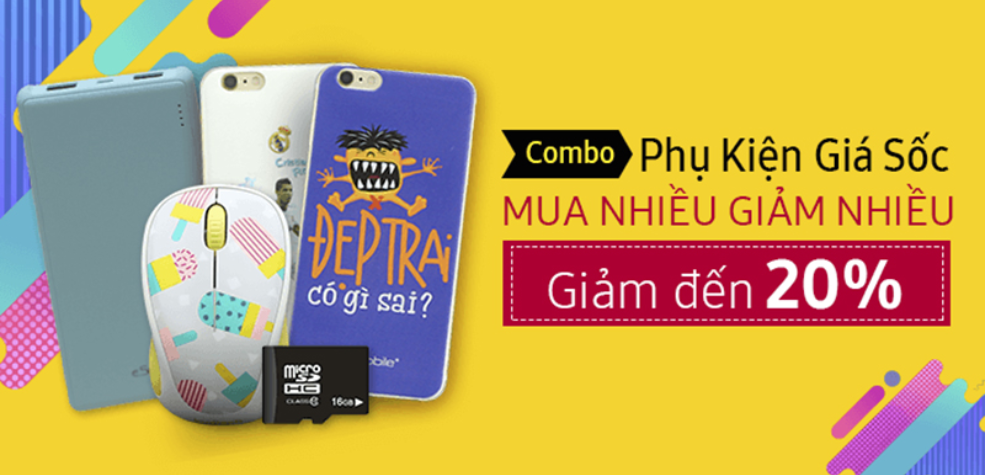 Combo Phụ Kiện Giá Sốc
MUA NHIỀU GIẢM NHIỀU
Giảm đến 20%
ĐẸP TRAI
có gì sai?
micro
SD
HC
CLASS
16GB